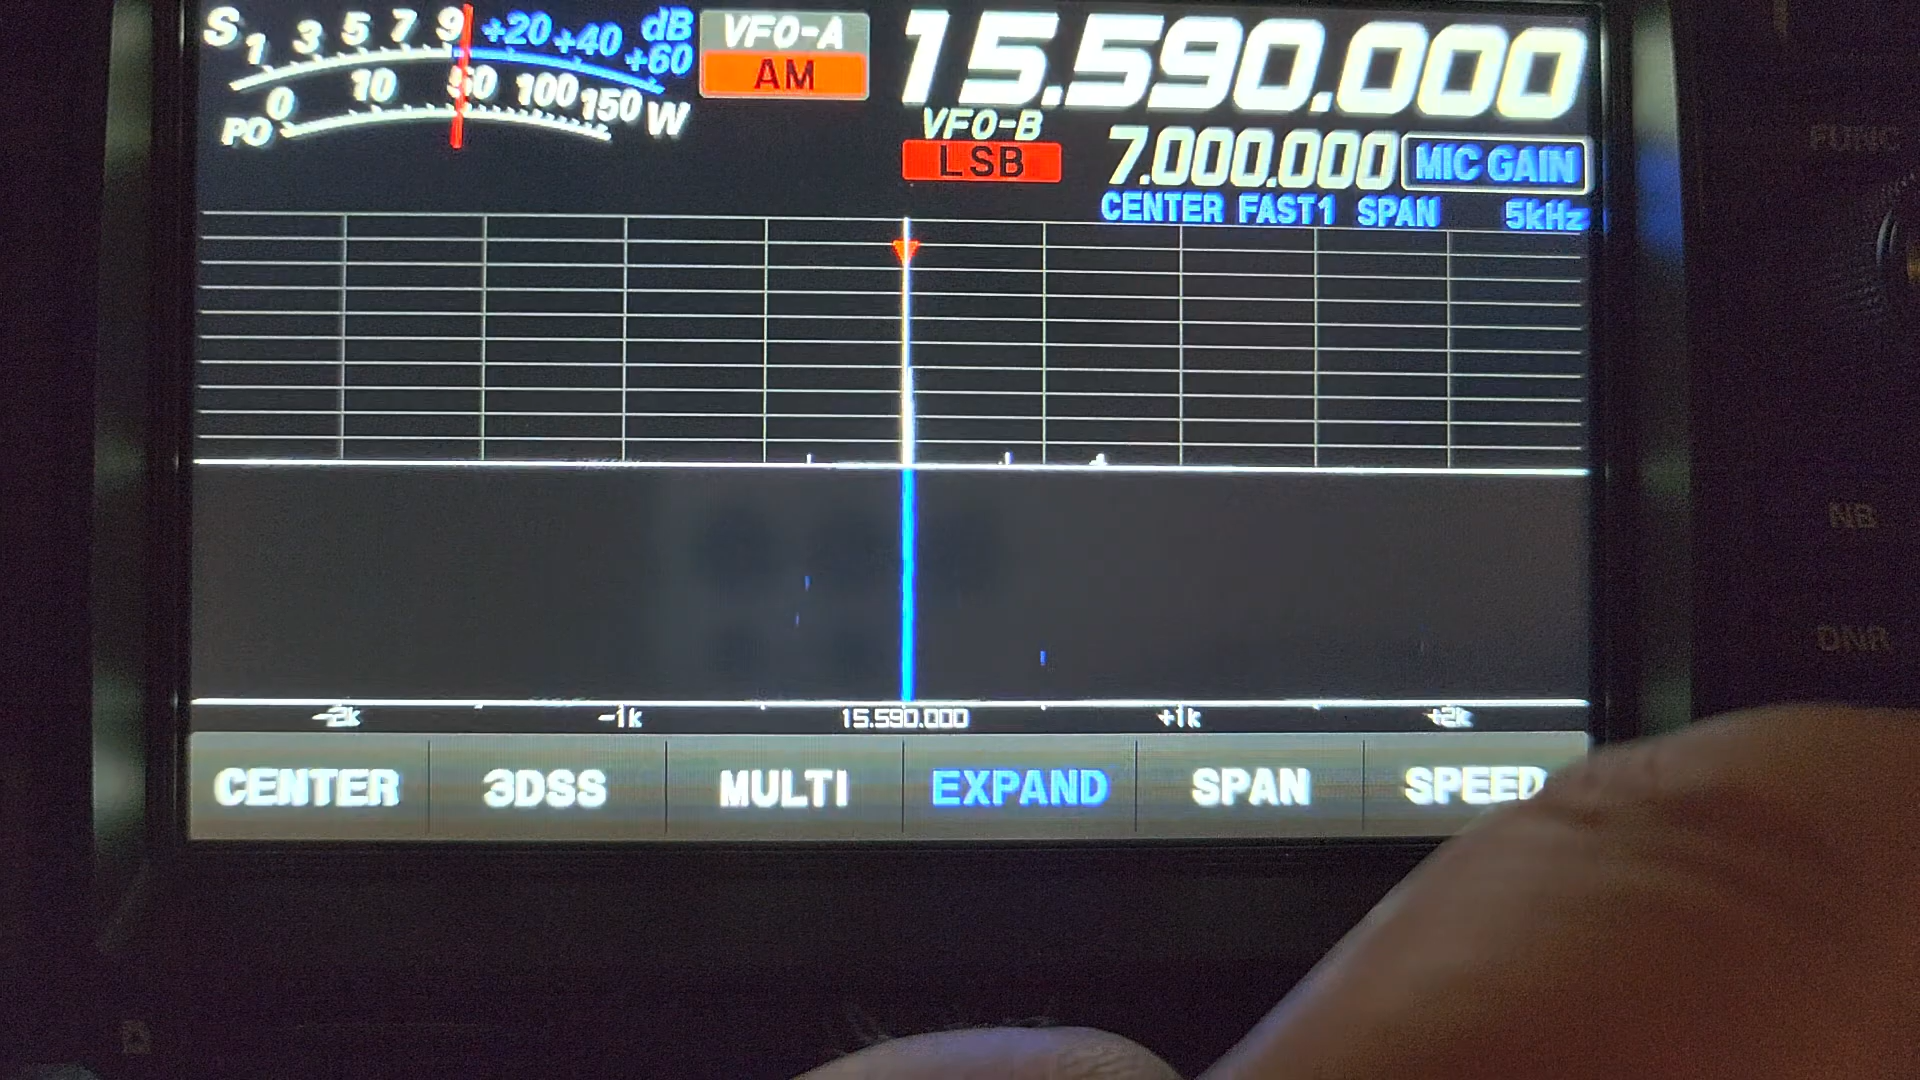 S 1 3 5 7 9 +20 +40 +60 dB
PO 0 10 50 100 150 W
VFO-A
AM
15.590.000
VFO-B
LSB
7.000.000
MIC GAIN
CENTER FAST1 SPAN 5kHz
-2k -1k 15.590.000 +1k +2k
CENTER 3DSS MULTI EXPAND SPAN SPEED
FUNC
NB
DNR